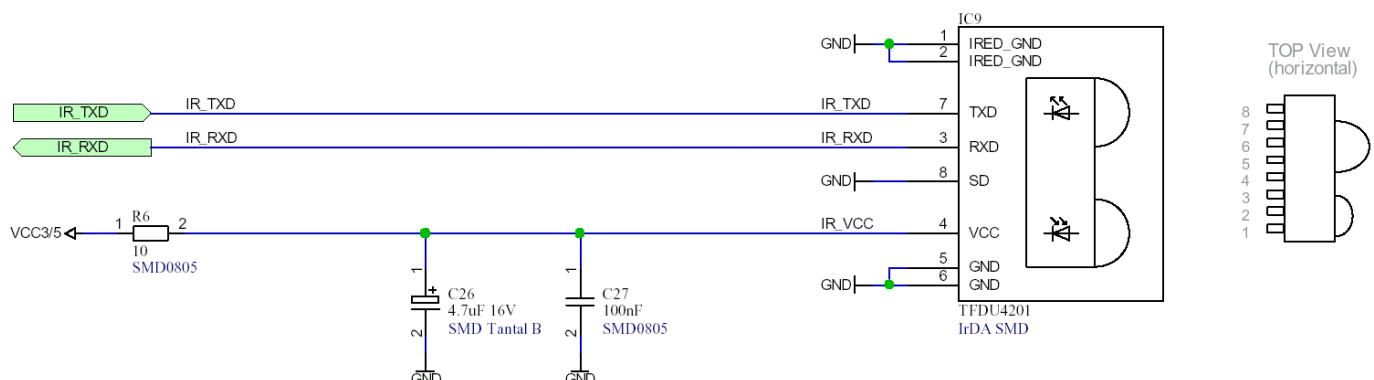 IC9
GND
1
IRED_GND
2
IRED_GND
TOP View
(horizontal)
IR_TXD
IR_TXD
IR_TXD
7
TXD
IR_RXD
IR_RXD
IR_RXD
3
RXD
GND
8
SD
VCC3/5
1
R6
2
10
SMD0805
IR_VCC
4
VCC
1
C26
4.7uF 16V
SMD Tantal B
2
GND
1
C27
100nF
SMD0805
2
GND
GND
5
GND
6
GND
TFDU4201
IrDA SMD
8
7
6
5
4
3
2
1
+